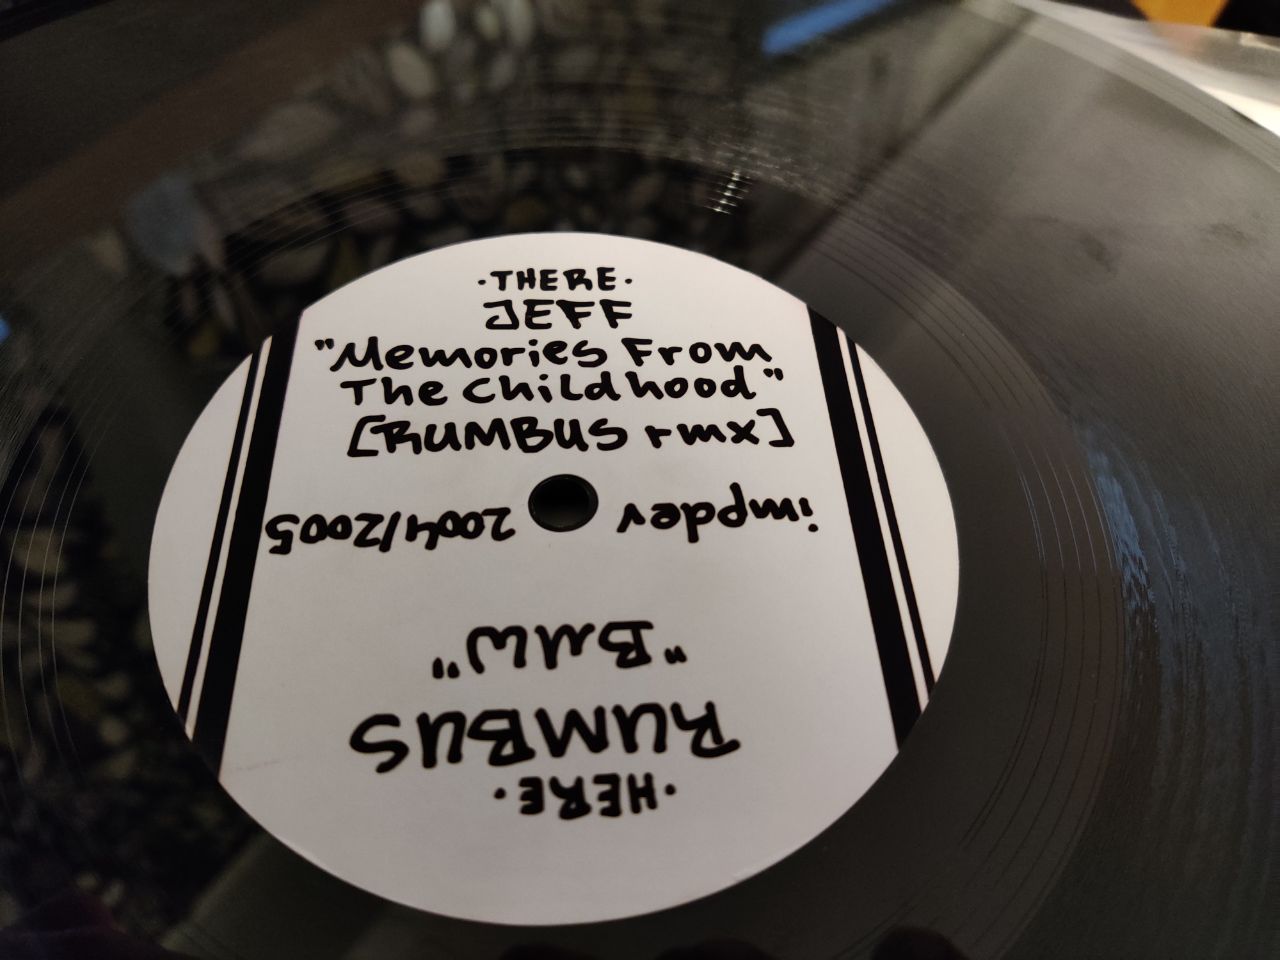 ·THERE·
JEFF
"Memories From
The Childhood"
[RUMBUS rmx]
impdev 2004/2005
"BMW"
RUMBUS
·HERE·